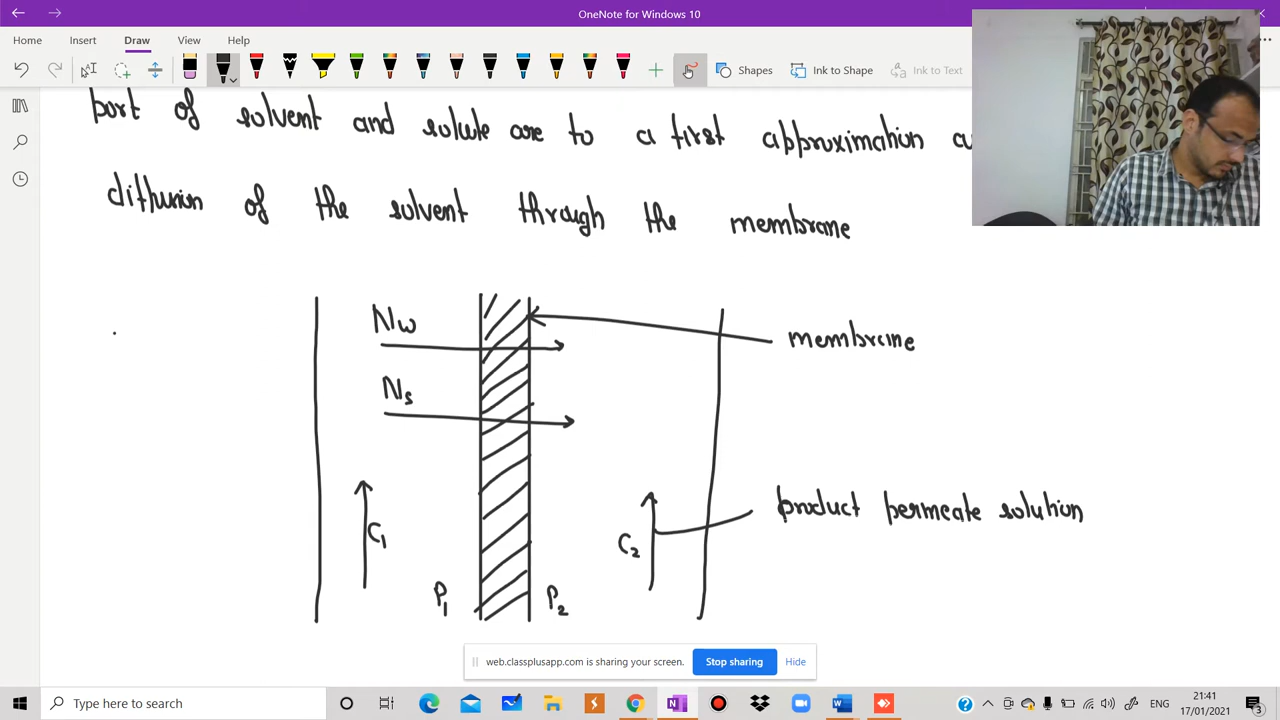 OneNote for Windows 10
Home Insert Draw View Help
Shapes Ink to Shape Ink to Text
part of solvent and solute are to a first approximation
diffusion of the solvent through the membrane
Nw
membrane
Ns
product permeate solution
C1
C2
P1 P2
web.classplusapp.com is sharing your screen. Stop sharing Hide
Type here to search
ENG
21:41
17/01/2021
3